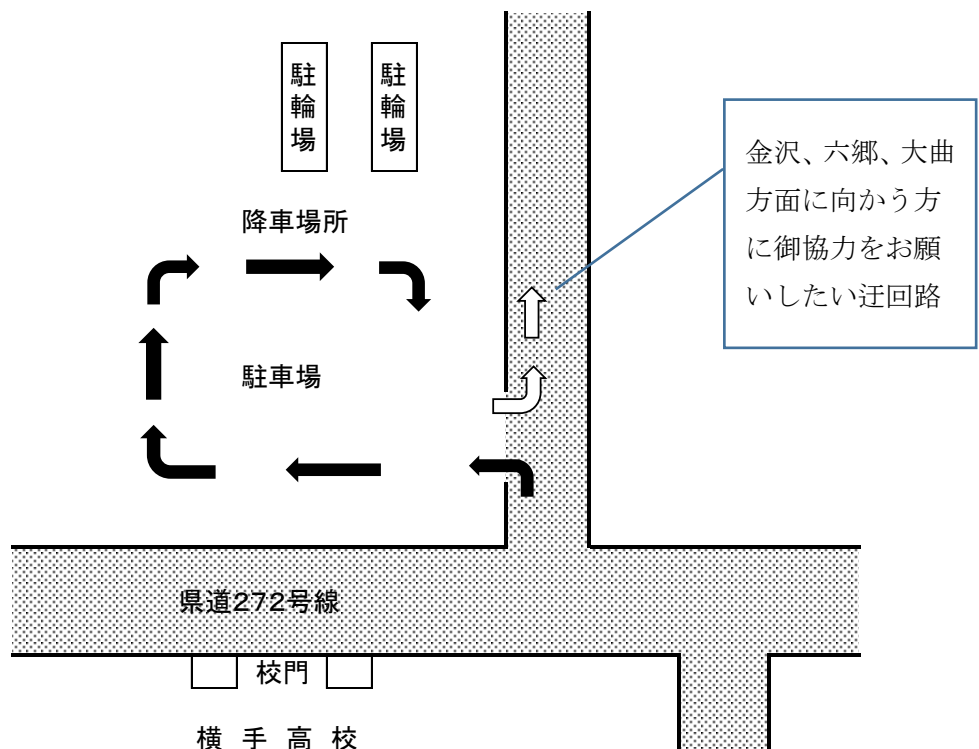 駐輪場
駐輪場
金沢、六郷、大曲
方面に向かう方
に御協力をお願
いしたい迂回路
降車場所
駐車場
県道272号線
校門
横手高校